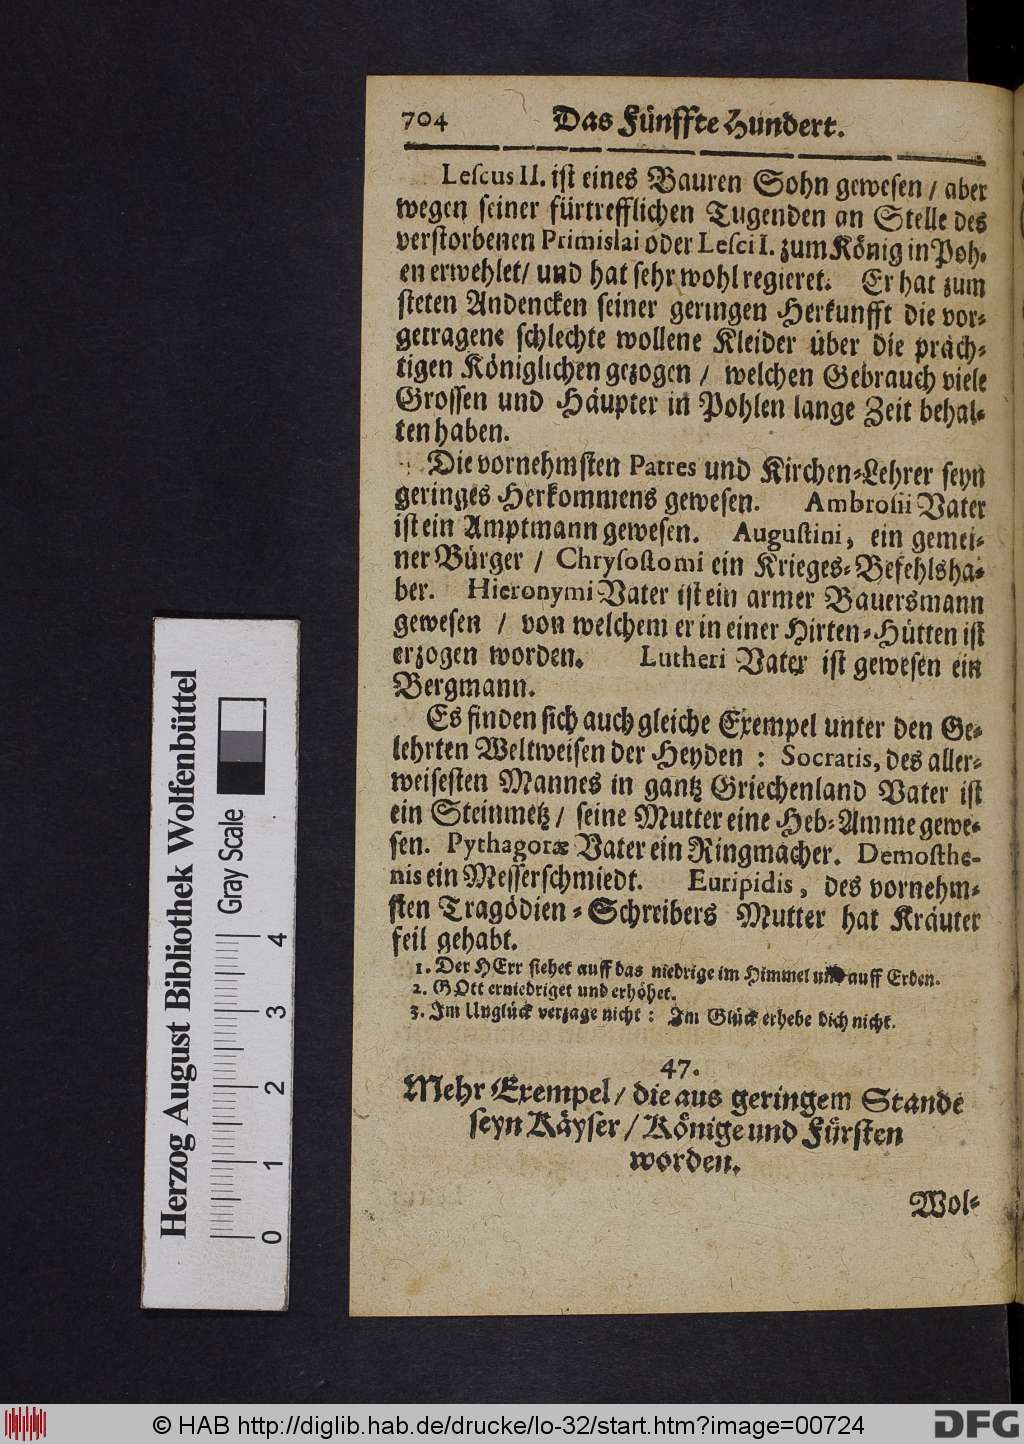 704 Das Fünffte Hundert.
Lescus II. ist eines Bauren Sohn gewesen / aber
wegen seiner fürtrefflichen Tugenden an Stelle des
verstorbenen Primislai oder Lesci I. zum König in Poh-
en erwehlet / und hat sehr wohl regieret. Er hat zum
steten Andencken seiner geringen Herkunfft die vor-
getragene schlechte wollene Kleider über die präch-
tigen Königlichen gezogen / welchen Gebrauch viele
Grossen und Häupter in Pohlen lange Zeit behal-
ten haben.
Die vornehmsten Patres und Kirchen-Lehrer seyn
geringes Herkommens gewesen. Ambrosii Vater
ist ein Amptmann gewesen. Augustini, ein gemei-
ner Bürger / Chrysostomi ein Krieges-Befehlsha-
ber. Hieronymi Vater ist ein armer Bauersmann
gewesen / von welchem er in einer Hirten-Hütten ist
erzogen worden. Lutheri Vater ist gewesen ein
Bergmann.
Es finden sich auch gleiche Exempel unter den Ge-
lehrten Weltweisen der Heyden : Socratis, des aller-
weisesten Mannes in gantz Griechenland Vater ist
ein Steinmetz / seine Mutter eine Heb-Amme gewe-
sen. Pythagoræ Vater ein Ringmacher. Demosthe-
nis ein Messerschmiedt. Euripidis, des vornehm-
sten Tragödien-Schreibers Mutter hat Kräuter
feil gehabt.
1. Der HErr siehet auff das niedrige im Himmel und auff Erden.
2. GOtt erniedriget und erhöhet.
3. Im Unglück verzage nicht : Im Glück erhebe dich nicht.
47.
Mehr Exempel / die aus geringem Stande
seyn Käyser / Könige und Fürsten
worden.
Wol-
Herzog August Bibliothek Wolfenbüttel
Gray Scale
0 1 2 3 4
© HAB http://diglib.hab.de/drucke/lo-32/start.htm?image=00724
DFG